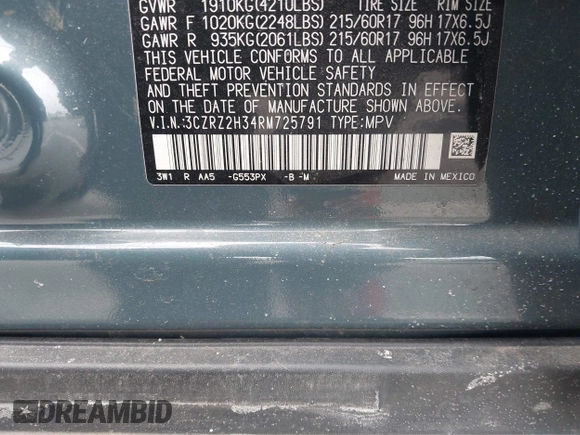 GVWR 1910KG(4210LBS) TIRE SIZE RIM SIZE
GAWR F 1020KG(2248LBS) 215/60R17 96H 17X6.5J
GAWR R 935KG(2061LBS) 215/60R17 96H 17X6.5J
THIS VEHICLE CONFORMS TO ALL APPLICABLE
FEDERAL MOTOR VEHICLE SAFETY
AND THEFT PREVENTION STANDARDS IN EFFECT
ON THE DATE OF MANUFACTURE SHOWN ABOVE.
V.I.N:3CZRZ2H34RM725791 TYPE:MPV
3W1 R AA5 -G553PX -B-M MADE IN MEXICO
DREAMBID